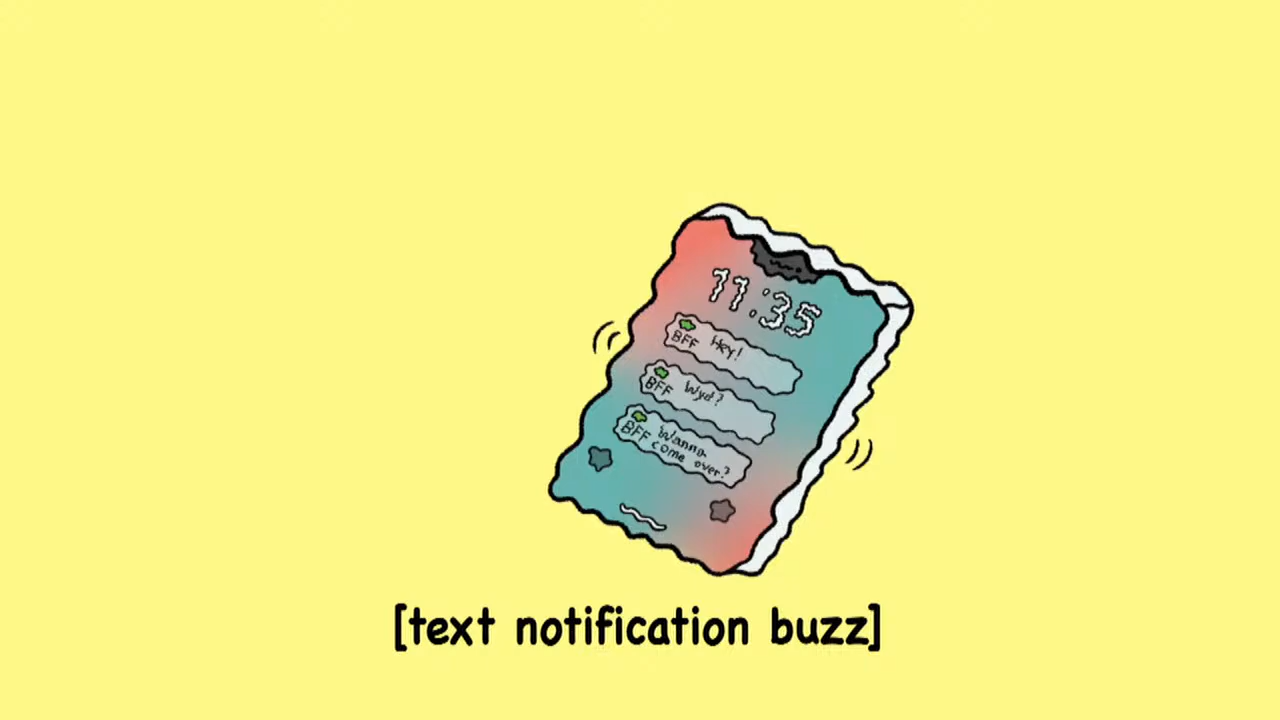 11:35
BFF Hey!
BFF Wyd?
BFF Wanna
come over?
[text notification buzz]